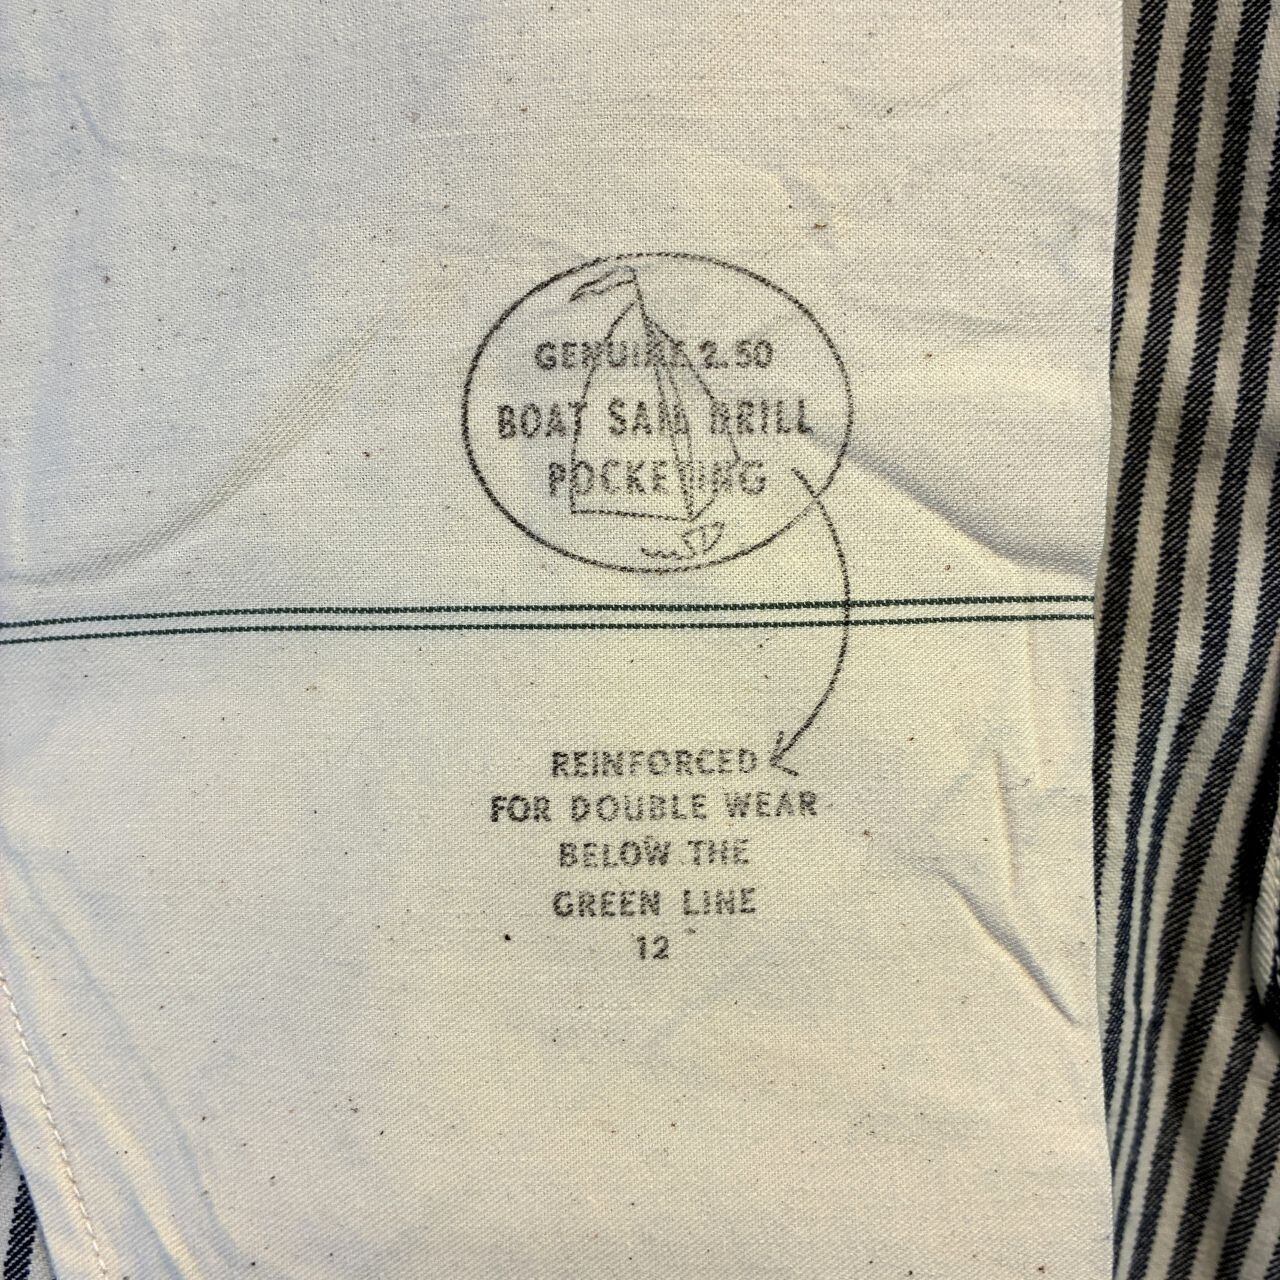 GENUINE 2.50
BOAT SAIL DRILL
POCKETING
REINFORCED
FOR DOUBLE WEAR
BELOW THE
GREEN LINE
12